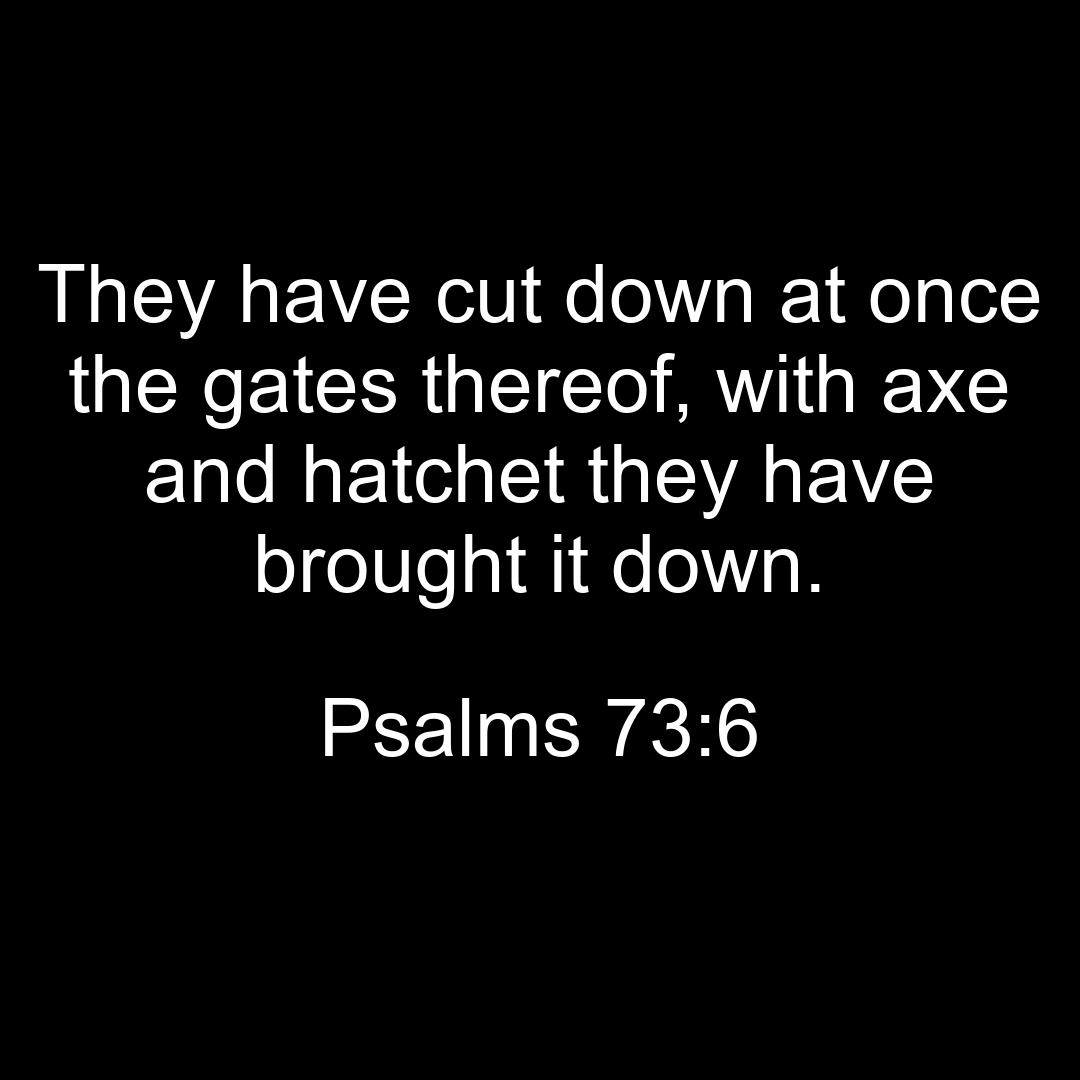 They have cut down at once
the gates thereof, with axe
and hatchet they have
brought it down.
Psalms 73:6